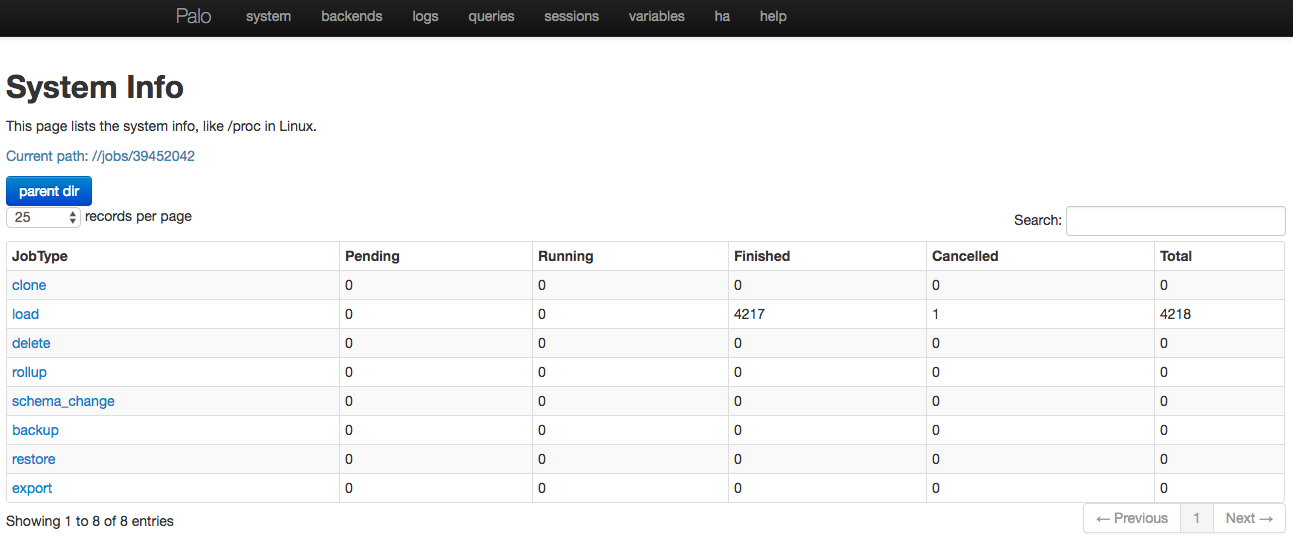 Palo system backends logs queries sessions variables ha help
System Info
This page lists the system info, like /proc in Linux.
Current path: //jobs/39452042
parent dir
25 records per page Search:
JobType Pending Running Finished Cancelled Total
clone 0 0 0 0 0
load 0 0 4217 1 4218
delete 0 0 0 0 0
rollup 0 0 0 0 0
schema_change 0 0 0 0 0
backup 0 0 0 0 0
restore 0 0 0 0 0
export 0 0 0 0 0
Showing 1 to 8 of 8 entries ← Previous 1 Next →